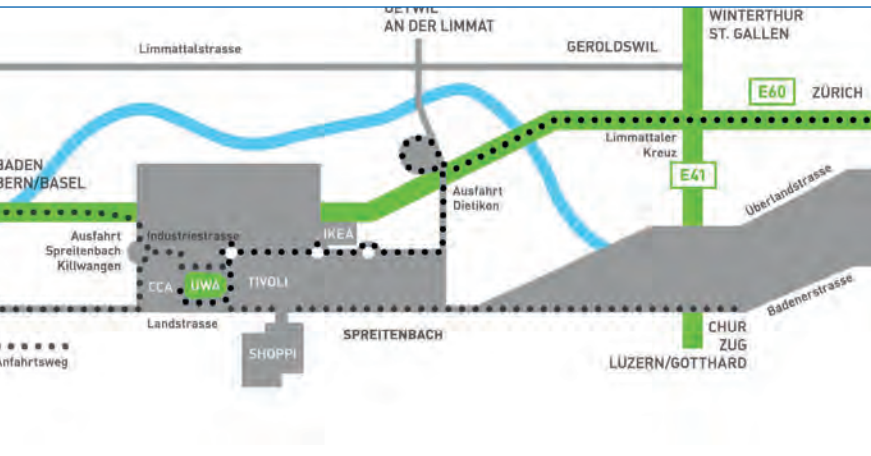 AN DER LIMMAT
WINTERTHUR
ST. GALLEN
Limmattalstrasse
GEROLDSWIL
E60
ZÜRICH
Limmattaler
Kreuz
BADEN
BERN/BASEL
E41
Ausfahrt
Dietikon
Überlandstrasse
Ausfahrt
Spreitenbach
Killwangen
Industriestrasse
IKEA
CCA
UWA
TIVOLI
Landstrasse
SPREITENBACH
Badenerstrasse
SHOPPI
CHUR
ZUG
LUZERN/GOTTHARD
Anfahrtsweg